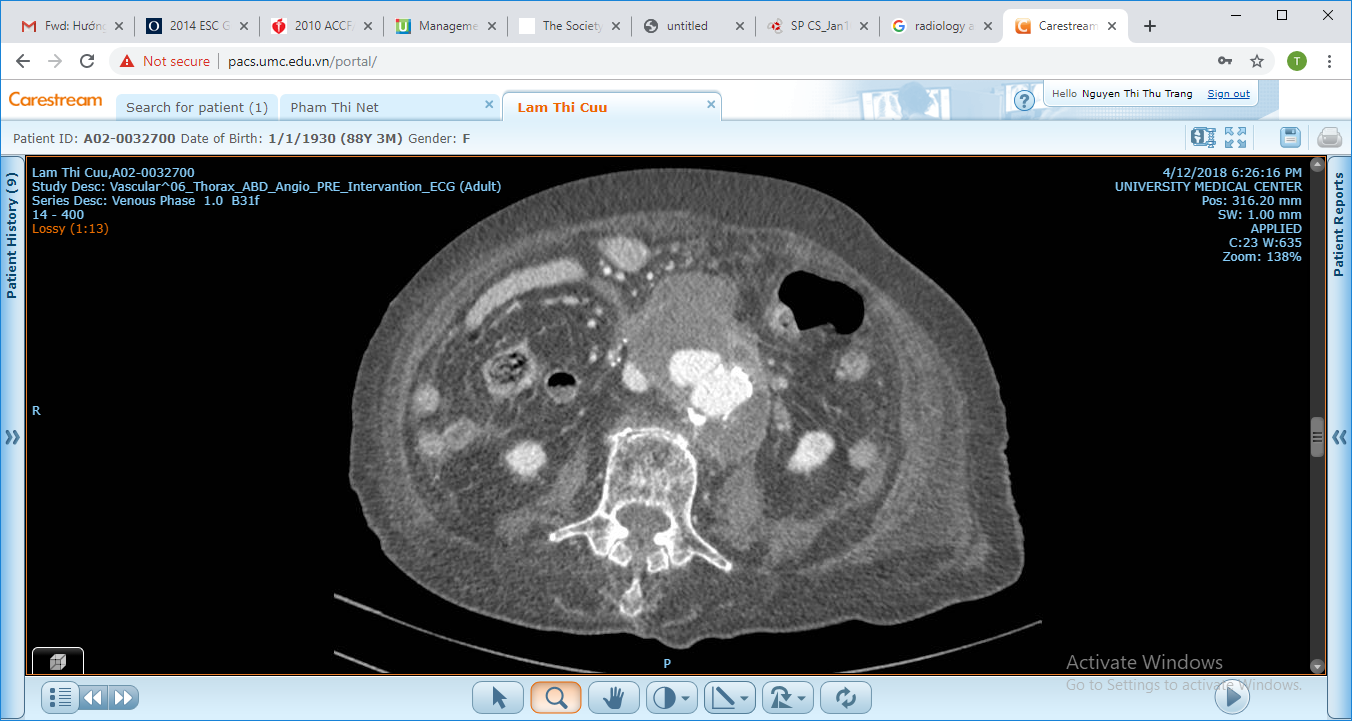 Fwd: Hướng
2014 ESC G
2010 ACCFA
Manageme
The Society
untitled
SP CS_Jan1
radiology a
Carestream
Not secure
pacs.umc.edu.vn/portal/
T
Carestream
Search for patient (1)
Pham Thi Net
Lam Thi Cuu
Hello Nguyen Thi Thu Trang
Sign out
Patient ID: A02-0032700 Date of Birth: 1/1/1930 (88Y 3M) Gender: F
Patient History (9)
Lam Thi Cuu,A02-0032700
Study Desc: Vascular^06_Thorax_ABD_Angio_PRE_Intervantion_ECG (Adult)
Series Desc: Venous Phase 1.0 B31f
14 - 400
Lossy (1:13)
4/12/2018 6:26:16 PM
UNIVERSITY MEDICAL CENTER
Pos: 316.20 mm
SW: 1.00 mm
APPLIED
C:23 W:635
Zoom: 138%
Patient Reports
R
P
Activate Windows
Go to Settings to activate Windows.